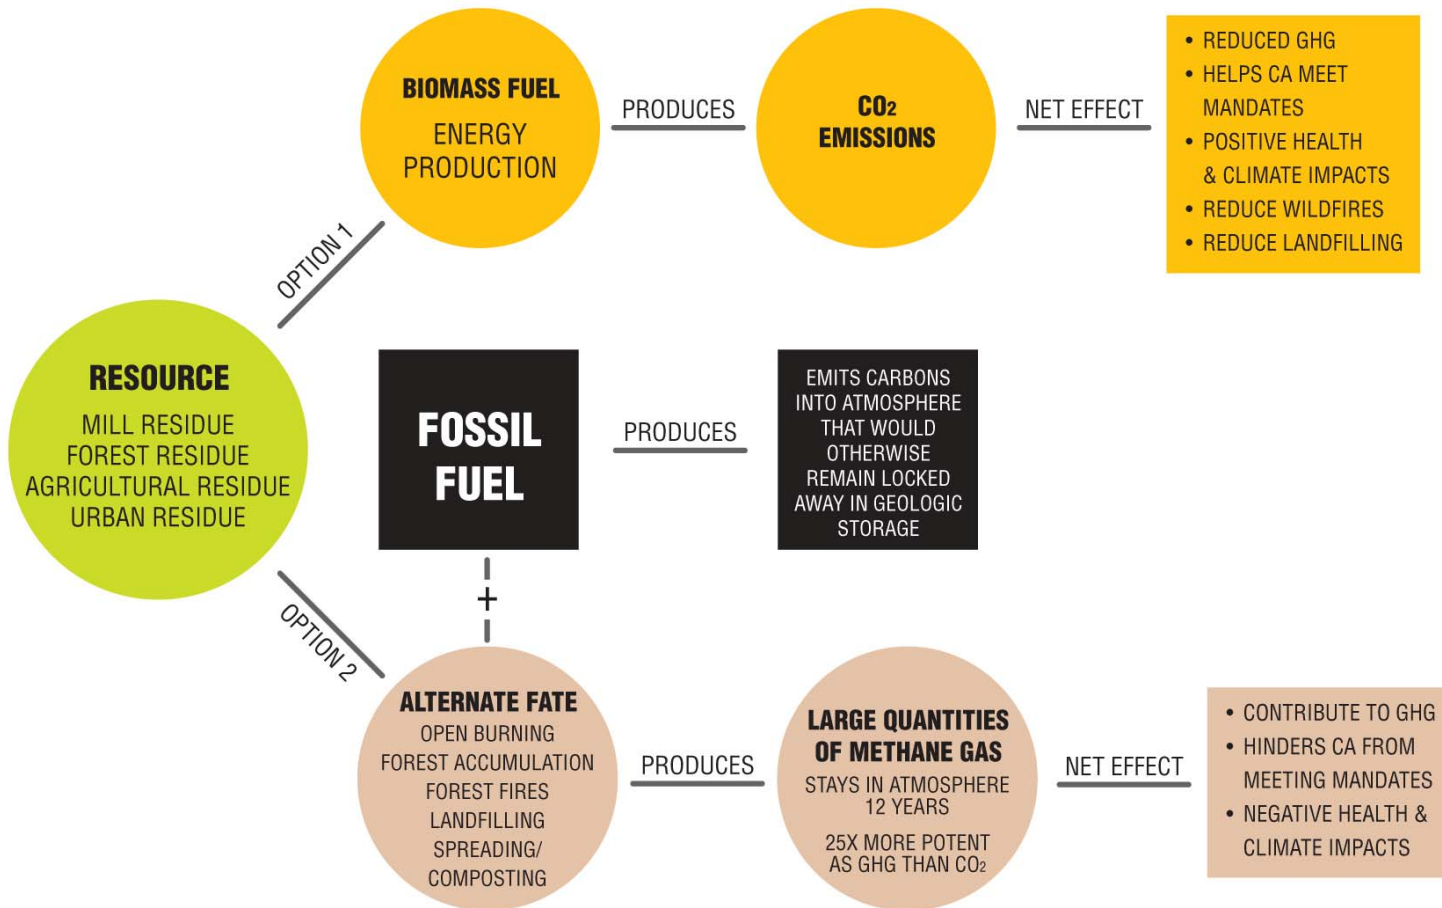 BIOMASS FUEL
ENERGY
PRODUCTION
PRODUCES
CO₂
EMISSIONS
NET EFFECT
• REDUCED GHG
• HELPS CA MEET
MANDATES
• POSITIVE HEALTH
& CLIMATE IMPACTS
• REDUCE WILDFIRES
• REDUCE LANDFILLING
OPTION 1
RESOURCE
MILL RESIDUE
FOREST RESIDUE
AGRICULTURAL RESIDUE
URBAN RESIDUE
FOSSIL
FUEL
PRODUCES
EMITS CARBONS
INTO ATMOSPHERE
THAT WOULD
OTHERWISE
REMAIN LOCKED
AWAY IN GEOLOGIC
STORAGE
+
OPTION 2
ALTERNATE FATE
OPEN BURNING
FOREST ACCUMULATION
FOREST FIRES
LANDFILLING
SPREADING/
COMPOSTING
PRODUCES
LARGE QUANTITIES
OF METHANE GAS
STAYS IN ATMOSPHERE
12 YEARS
25X MORE POTENT
AS GHG THAN CO₂
NET EFFECT
• CONTRIBUTE TO GHG
• HINDERS CA FROM
MEETING MANDATES
• NEGATIVE HEALTH &
CLIMATE IMPACTS